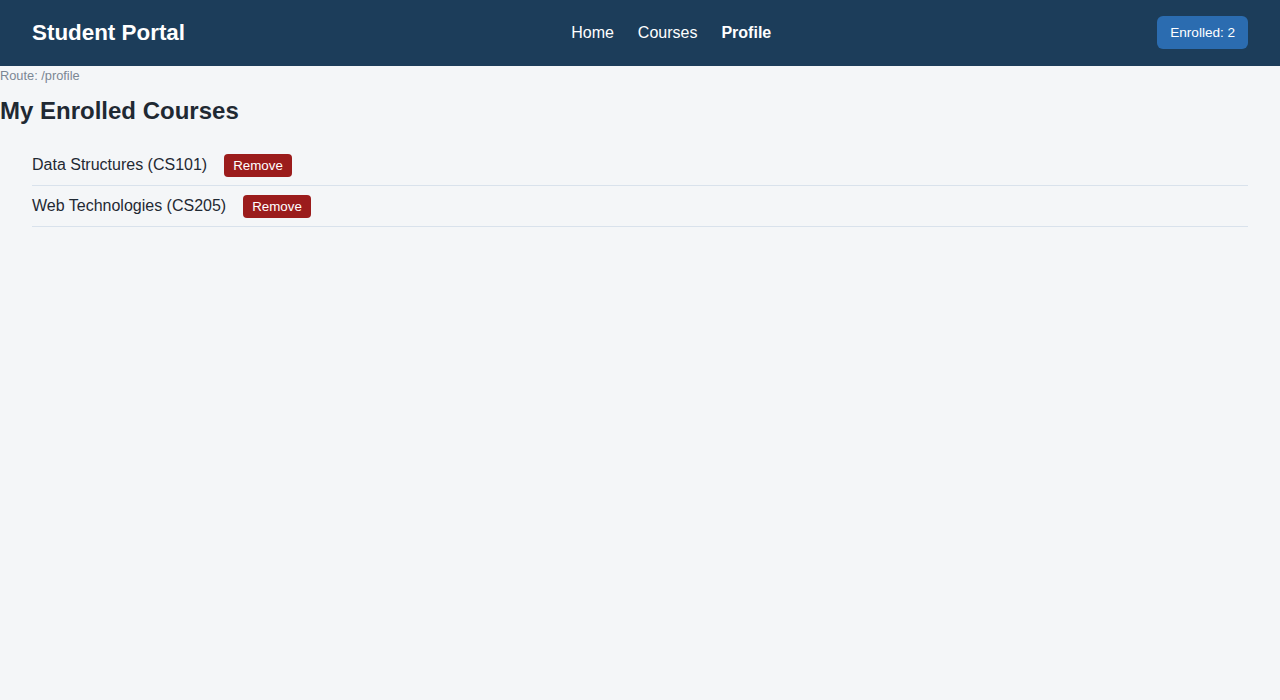 Student Portal Home Courses Profile Enrolled: 2
Route: /profile
My Enrolled Courses
Data Structures (CS101) Remove
Web Technologies (CS205) Remove